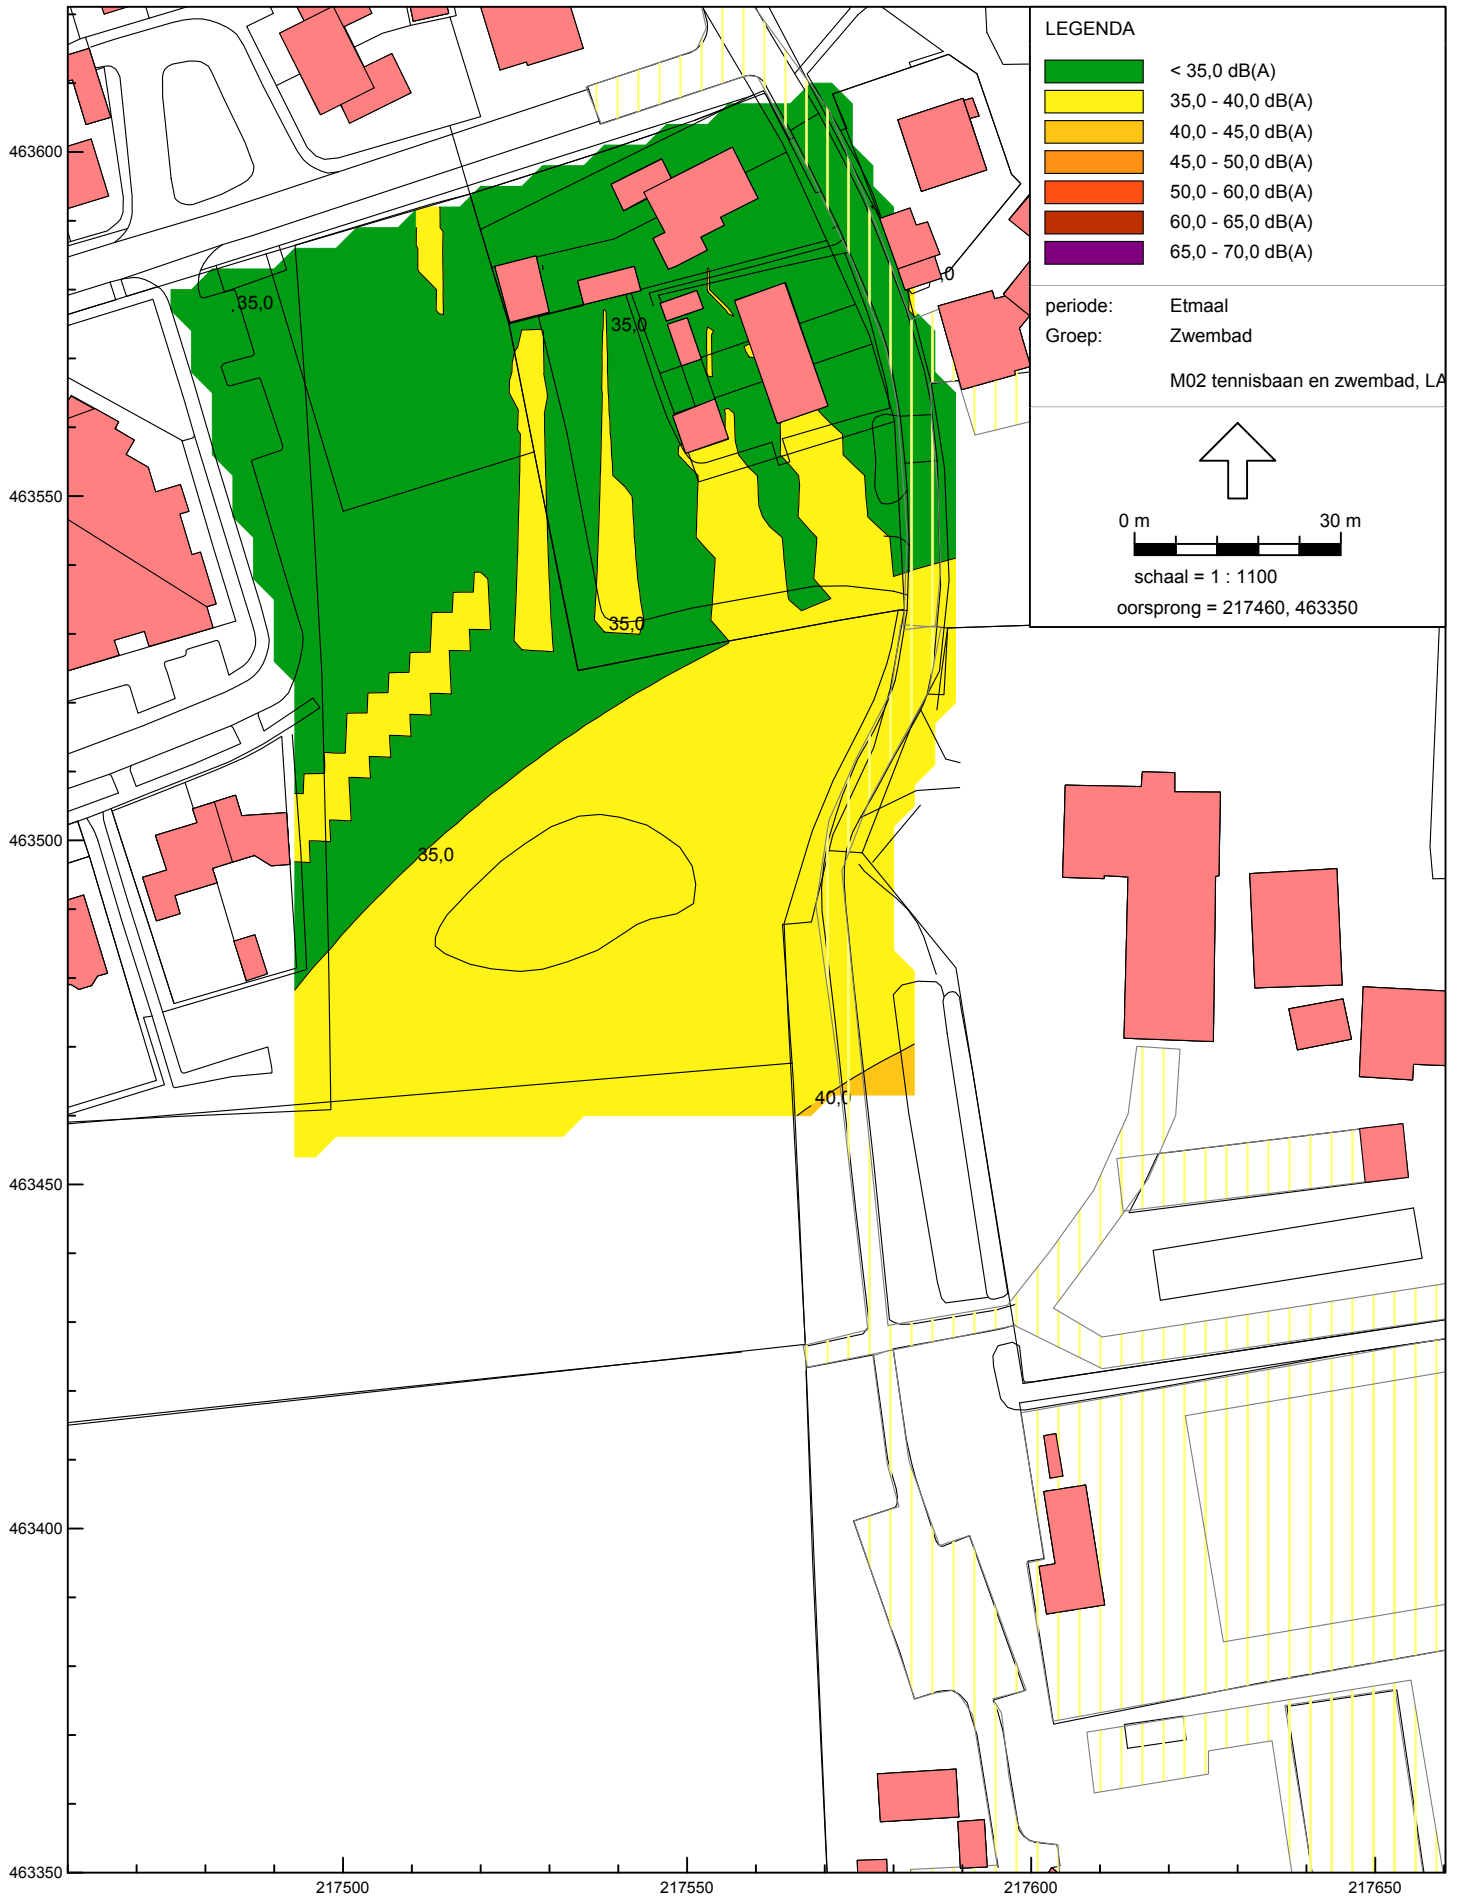 LEGENDA
< 35,0 dB(A)
35,0 - 40,0 dB(A)
40,0 - 45,0 dB(A)
45,0 - 50,0 dB(A)
50,0 - 60,0 dB(A)
60,0 - 65,0 dB(A)
65,0 - 70,0 dB(A)
periode: Etmaal
Groep: Zwembad
M02 tennisbaan en zwembad, LA
0 m 30 m
schaal = 1 : 1100
oorsprong = 217460, 463350
463600
463550
463500
463450
463400
463350
217500
217550
217600
217650
35,0
35,0
35,0
35,0
40,0